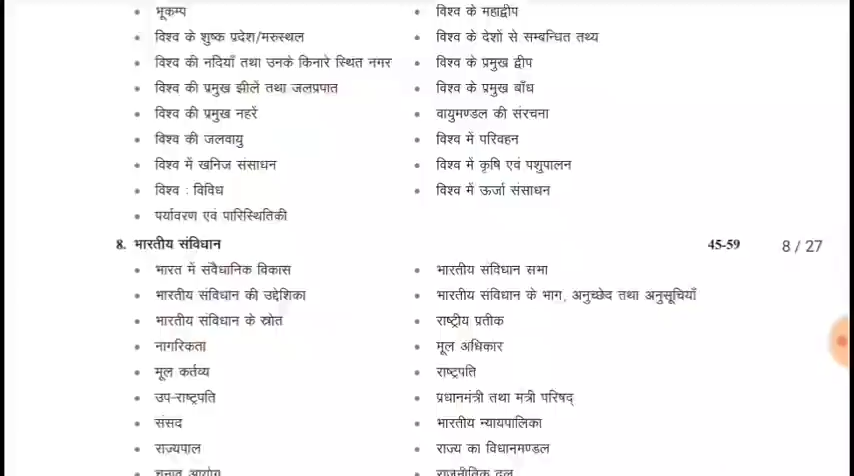 • भूकम्प • विश्व के महाद्वीप
• विश्व के शुष्क प्रदेश/मरुस्थल • विश्व के देशों से सम्बन्धित तथ्य
• विश्व की नदियाँ तथा उनके किनारे स्थित नगर • विश्व के प्रमुख द्वीप
• विश्व की प्रमुख झीलें तथा जलप्रपात • विश्व के प्रमुख बाँध
• विश्व की प्रमुख नहरें • वायुमण्डल की संरचना
• विश्व की जलवायु • विश्व में परिवहन
• विश्व में खनिज संसाधन • विश्व में कृषि एवं पशुपालन
• विश्व : विविध • विश्व में ऊर्जा संसाधन
• पर्यावरण एवं पारिस्थितिकी
8. भारतीय संविधान 45-59 8 / 27
• भारत में संवैधानिक विकास • भारतीय संविधान सभा
• भारतीय संविधान की उद्देशिका • भारतीय संविधान के भाग, अनुच्छेद तथा अनुसूचियाँ
• भारतीय संविधान के स्रोत • राष्ट्रीय प्रतीक
• नागरिकता • मूल अधिकार
• मूल कर्तव्य • राष्ट्रपति
• उप-राष्ट्रपति • प्रधानमंत्री तथा मंत्री परिषद्
• संसद • भारतीय न्यायपालिका
• राज्यपाल • राज्य का विधानमण्डल
• चुनाव आयोग • राजनीतिक दल